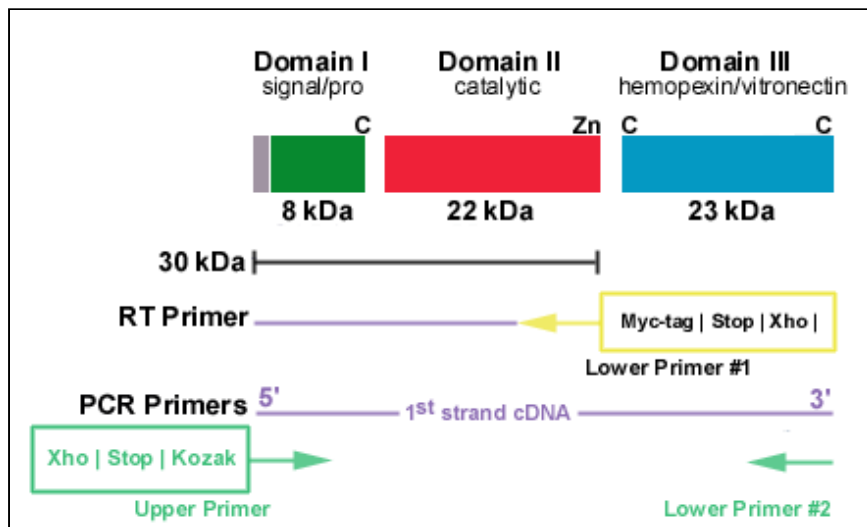 Domain I Domain II Domain III
signal/pro catalytic hemopexin/vitronectin
C Zn C C
8 kDa 22 kDa 23 kDa
30 kDa
RT Primer Myc-tag | Stop | Xho |
Lower Primer #1
PCR Primers 5' 1st strand cDNA 3'
Xho | Stop | Kozak
Upper Primer Lower Primer #2